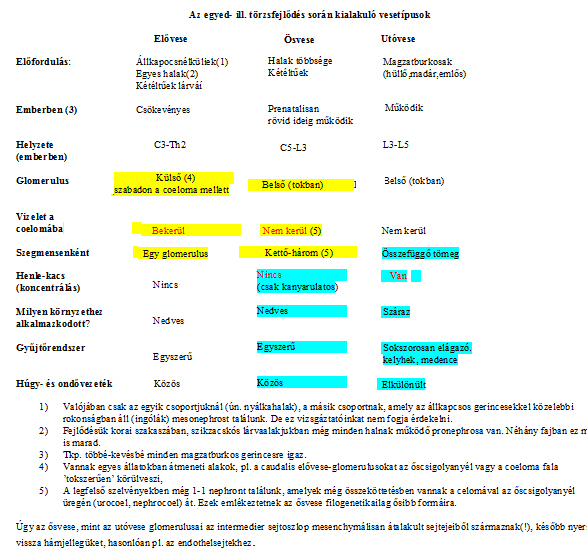 Az egyed- ill. törzsfejlődés során kialakuló vesetípusok
Elővese Ősvese Utóvese
Előfordulás: Állkapocsnélküliek(1) Halak többsége Magzatburkosak
Egyes halak(2) Kétéltűek (hüllő,madár,emlős)
Kétéltűek lárvái
Emberben (3) Csökevényes Prenatalisan Működik
rövid ideig működik
Helyzete C3-Th2 C5-L3 L3-L5
(emberben)
Glomerulus Külső (4) Belső (tokban) Belső (tokban)
szabadon a coeloma mellett
Vizelet a
coelomába Bekerül Nem kerül (5) Nem kerül
Szegmensenként Egy glomerulus Kettő-három (5) Összefüggő tömeg
Henle-kacs Nincs Nincs Van
(koncentrálás) (csak kanyarulatos)
Milyen környezethez Nedves Nedves Száraz
alkalmazkodott?
Gyűjtőrendszer Egyszerű Egyszerű Sokszorosan elágazó,
kelyhek, medence
Húgy- és ondóvezeték Közös Közös Elkülönült
1) Valójában csak az egyik csoportjuknál (ún. nyálkahalak), a másik csoportnak, amely az állkapcsos gerincesekkel közelebbi
rokonságban áll (ingólák) mesonephrost találunk. De ez vizsgáztatóinkat nem fogja érdekelni.
2) Fejlődésük korai szakaszában, szikzacskós lárvaalakjukban még minden halnak működő pronephrosa van. Néhány fajban ez m
is marad.
3) Tkp. többé-kevésbé minden magzatburkos gerincesre igaz.
4) Vannak egyes állatokban átmeneti alakok, pl. a caudalis elővese-glomerulusokat az őscsigolyanyél vagy a coeloma fala
’tokszerűen’ körülveszi,
5) A legfelső szelvényekben még 1-1 nephront találunk, amelyek még összeköttetésben vannak a celomával az őscsigolyanyél
üregén (urocoel, nephrocoel) át. Ezek emlékeztetnek az ősvese filogenetikailag ősibb formáira.
Úgy az ősvese, mint az utóvese glomerulusai az intermedier sejtoszlop mesenchymálisan átalakult sejtjeiből származnak(!), később nyer
vissza hámjellegüket, hasonlóan pl. az endothelsejtekhez.